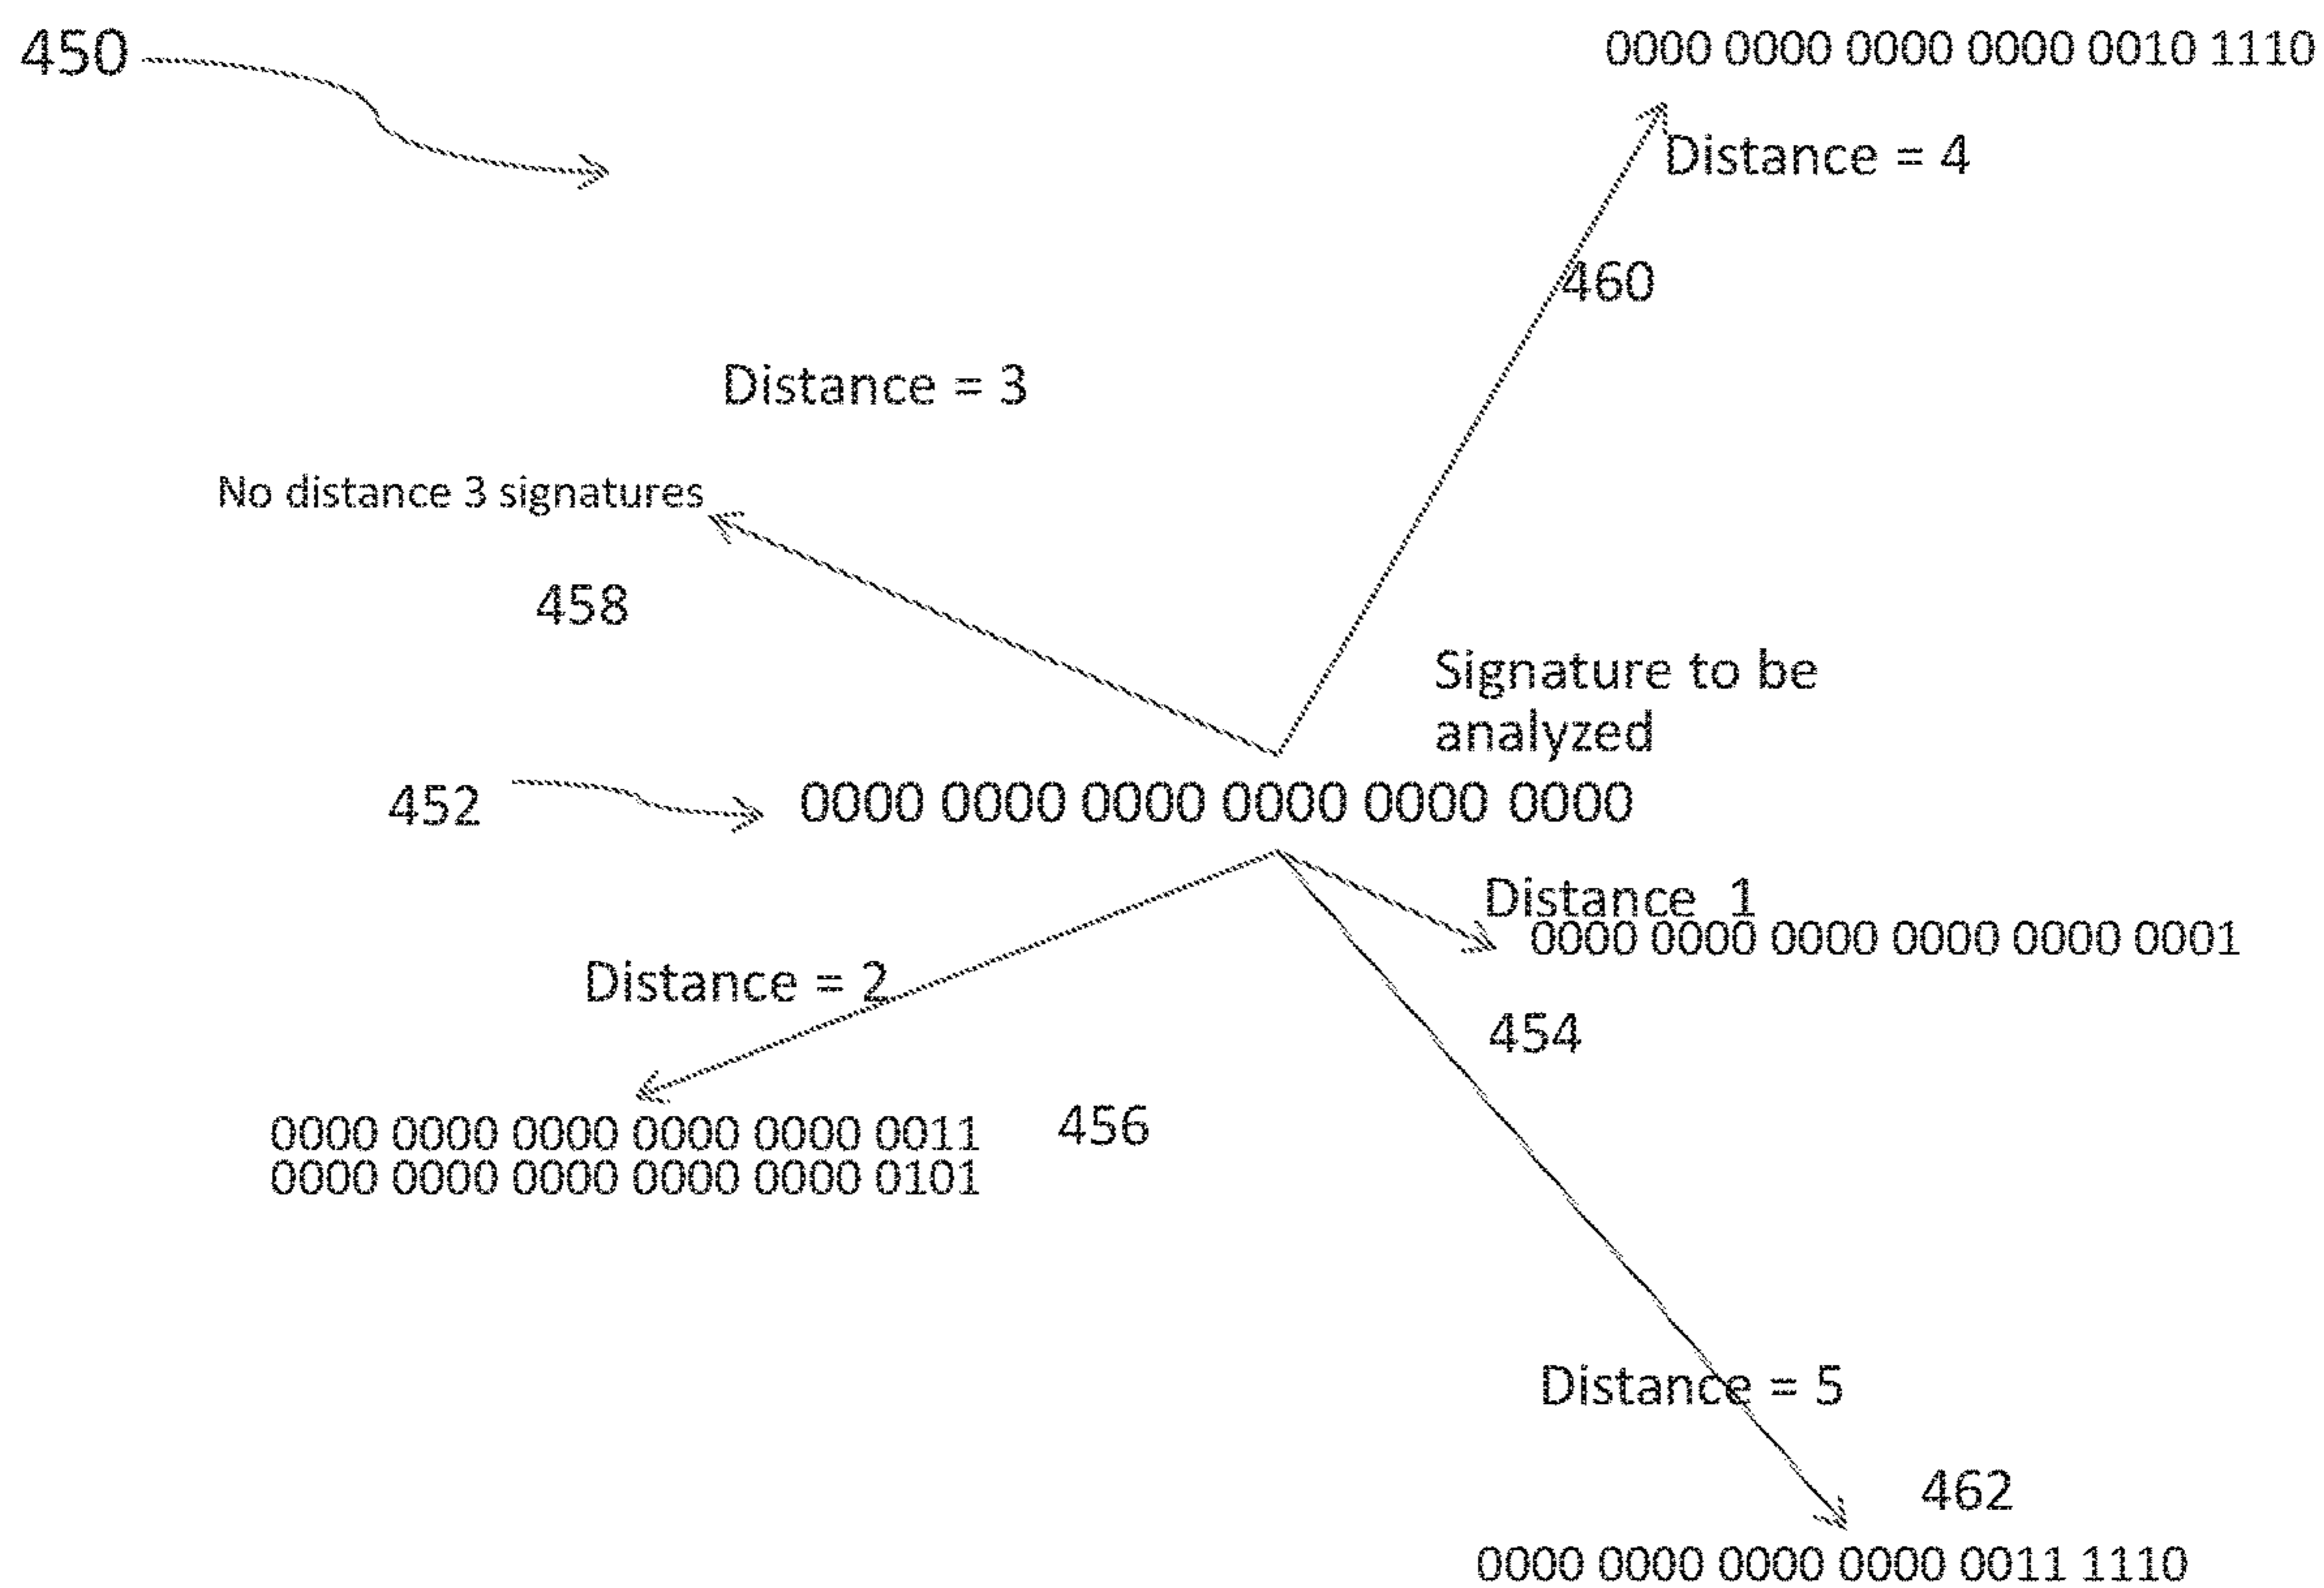 450
0000 0000 0000 0000 0010 1110
Distance = 4
460
Distance = 3
No distance 3 signatures
458
Signature to be
analyzed
452
0000 0000 0000 0000 0000 0000
Distance 1
0000 0000 0000 0000 0000 0001
Distance = 2
454
0000 0000 0000 0000 0000 0011
456
0000 0000 0000 0000 0000 0101
Distance = 5
462
0000 0000 0000 0000 0011 1110